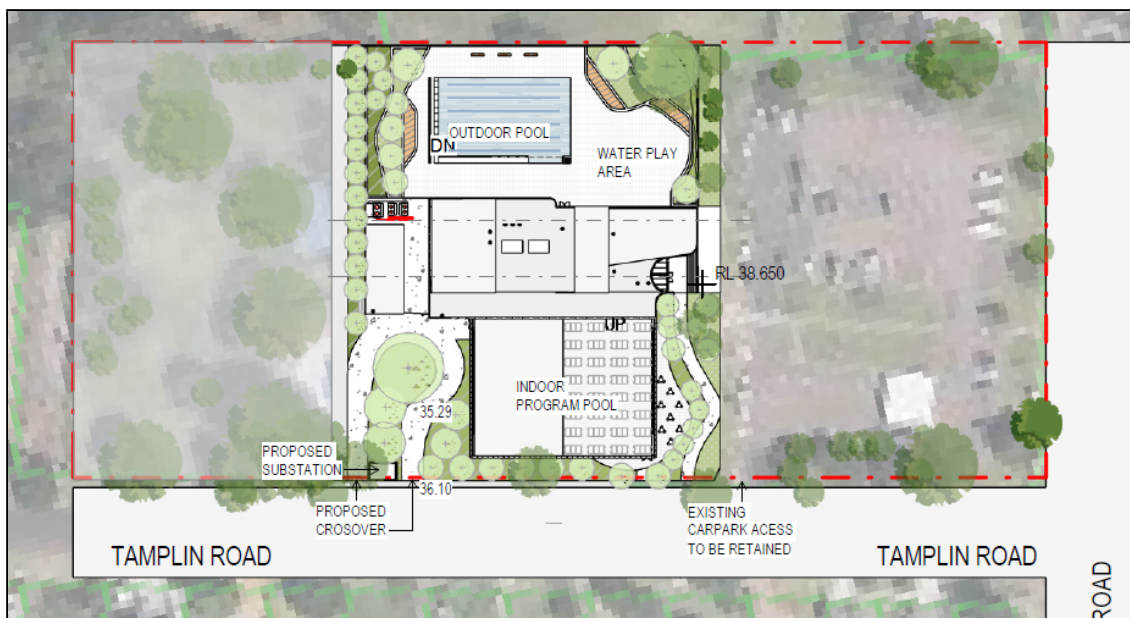 OUTDOOR POOL
DN
WATER PLAY
AREA
RL 38.650
UP
INDOOR
PROGRAM POOL
35.29
PROPOSED
SUBSTATION
36.10
PROPOSED
CROSOVER
EXISTING
CARPARK ACESS
TO BE RETAINED
TAMPLIN ROAD
TAMPLIN ROAD
ROAD